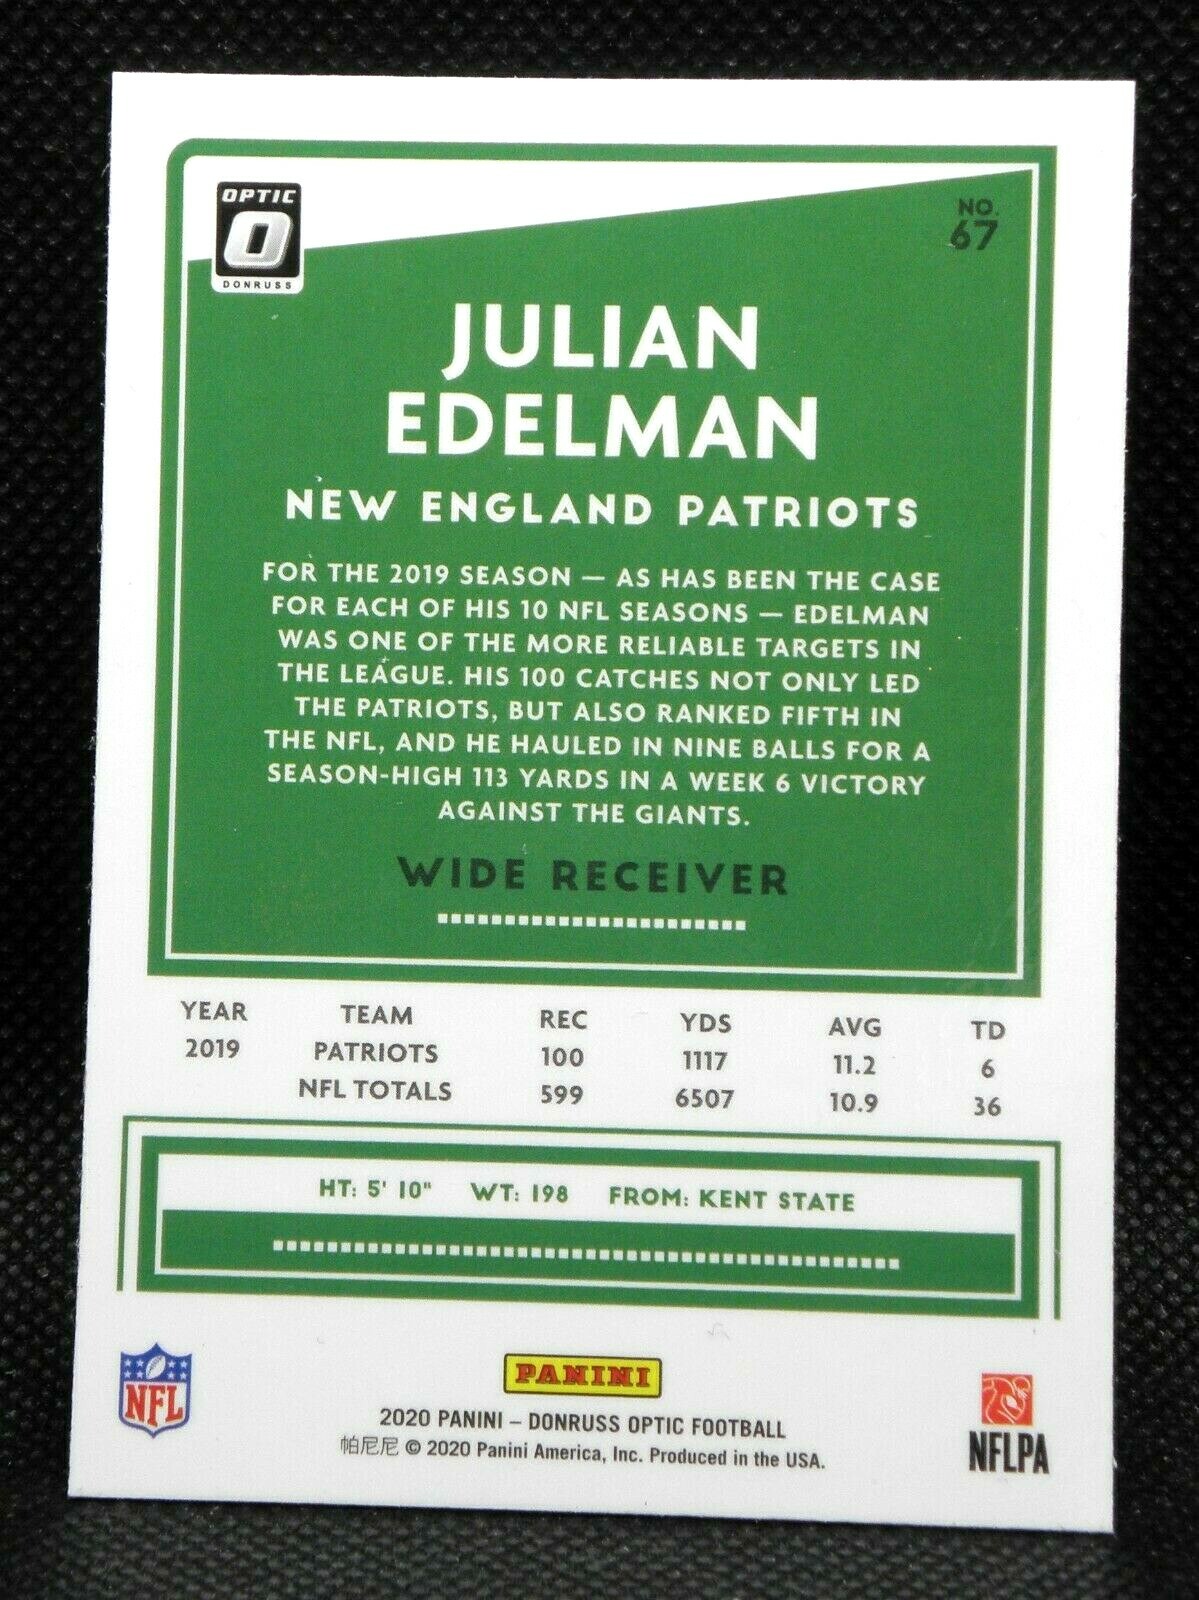 OPTIC
O
DONRUSS
NO.
67
JULIAN
EDELMAN
NEW ENGLAND PATRIOTS
FOR THE 2019 SEASON — AS HAS BEEN THE CASE
FOR EACH OF HIS 10 NFL SEASONS — EDELMAN
WAS ONE OF THE MORE RELIABLE TARGETS IN
THE LEAGUE. HIS 100 CATCHES NOT ONLY LED
THE PATRIOTS, BUT ALSO RANKED FIFTH IN
THE NFL, AND HE HAULED IN NINE BALLS FOR A
SEASON-HIGH 113 YARDS IN A WEEK 6 VICTORY
AGAINST THE GIANTS.
WIDE RECEIVER
YEAR TEAM REC YDS AVG TD
2019 PATRIOTS 100 1117 11.2 6
NFL TOTALS 599 6507 10.9 36
HT: 5' 10" WT: 198 FROM: KENT STATE
NFL
PANINI
2020 PANINI – DONRUSS OPTIC FOOTBALL
帕尼尼 © 2020 Panini America, Inc. Produced in the USA.
NFLPA